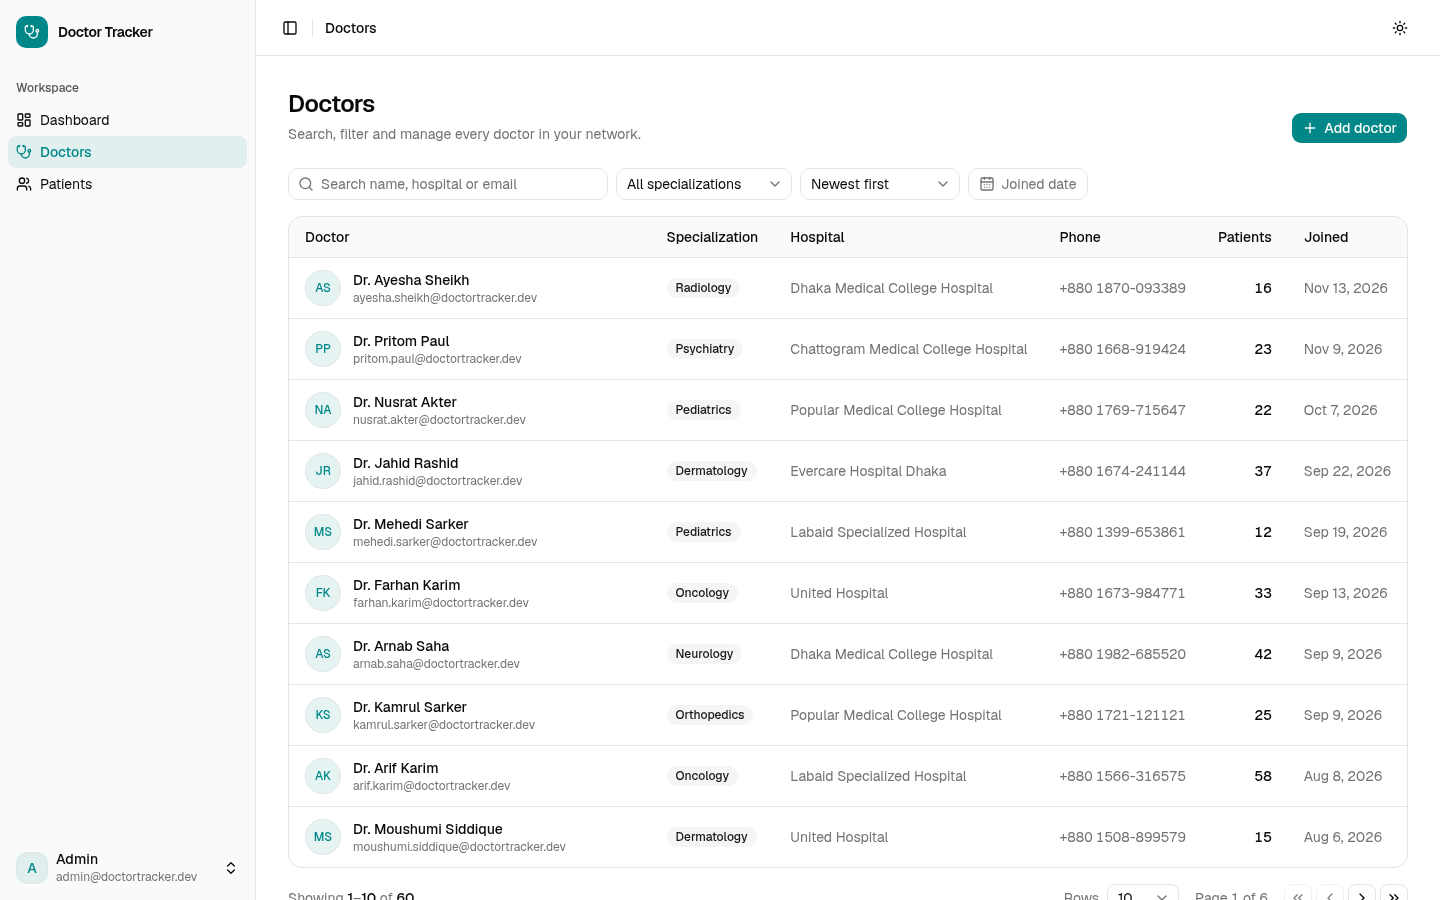 Doctor Tracker
Workspace
Dashboard
Doctors
Patients
Admin
A
admin@doctortracker.dev
Doctors
Doctors
Search, filter and manage every doctor in your network.
Add doctor
Search name, hospital or email
All specializations
Newest first
Joined date
Doctor Specialization Hospital Phone Patients Joined
AS Dr. Ayesha Sheikh Radiology Dhaka Medical College Hospital +880 1870-093389 16 Nov 13, 2026
ayesha.sheikh@doctortracker.dev
PP Dr. Pritom Paul Psychiatry Chattogram Medical College Hospital +880 1668-919424 23 Nov 9, 2026
pritom.paul@doctortracker.dev
NA Dr. Nusrat Akter Pediatrics Popular Medical College Hospital +880 1769-715647 22 Oct 7, 2026
nusrat.akter@doctortracker.dev
JR Dr. Jahid Rashid Dermatology Evercare Hospital Dhaka +880 1674-241144 37 Sep 22, 2026
jahid.rashid@doctortracker.dev
MS Dr. Mehedi Sarker Pediatrics Labaid Specialized Hospital +880 1399-653861 12 Sep 19, 2026
mehedi.sarker@doctortracker.dev
FK Dr. Farhan Karim Oncology United Hospital +880 1673-984771 33 Sep 13, 2026
farhan.karim@doctortracker.dev
AS Dr. Arnab Saha Neurology Dhaka Medical College Hospital +880 1982-685520 42 Sep 9, 2026
arnab.saha@doctortracker.dev
KS Dr. Kamrul Sarker Orthopedics Popular Medical College Hospital +880 1721-121121 25 Sep 9, 2026
kamrul.sarker@doctortracker.dev
AK Dr. Arif Karim Oncology Labaid Specialized Hospital +880 1566-316575 58 Aug 8, 2026
arif.karim@doctortracker.dev
MS Dr. Moushumi Siddique Dermatology United Hospital +880 1508-899579 15 Aug 6, 2026
moushumi.siddique@doctortracker.dev
Showing 1–10 of 60
Rows 10 Page 1 of 6